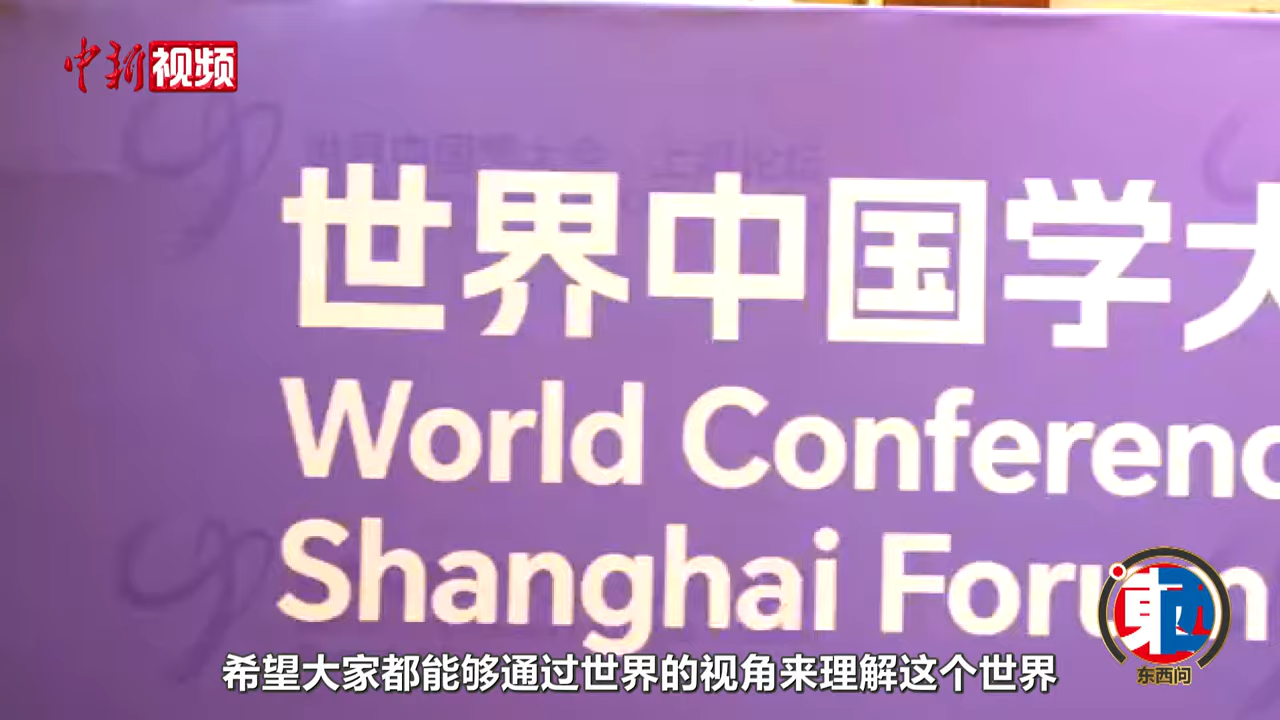 中新视频
世界中国学大
World Conferenc
Shanghai Forum
东西问
希望大家都能够通过世界的视角来理解这个世界